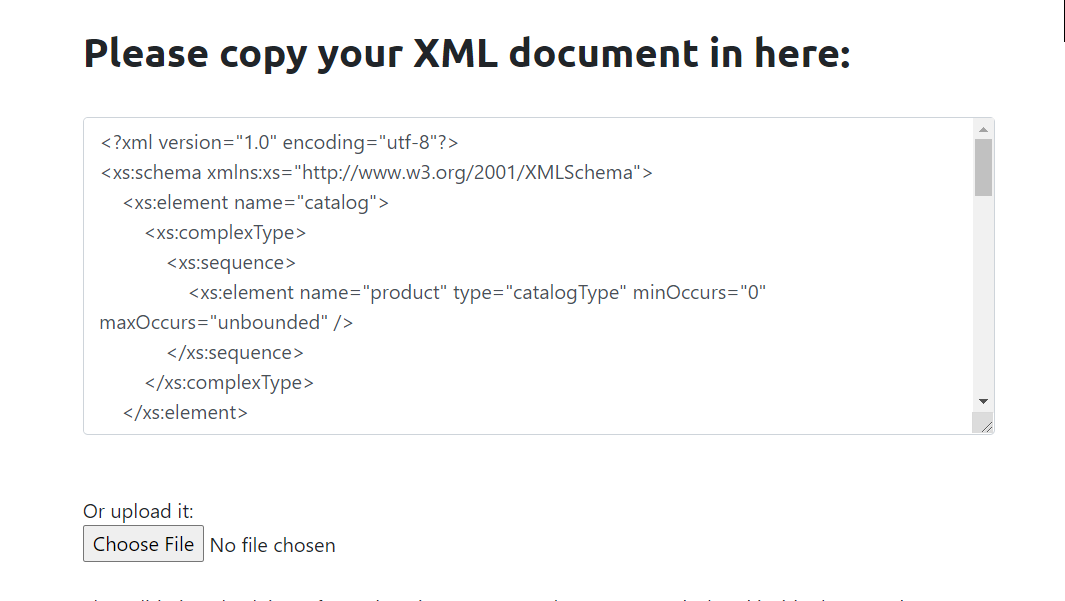 Please copy your XML document in here:
<?xml version="1.0" encoding="utf-8"?>
<xs:schema xmlns:xs="http://www.w3.org/2001/XMLSchema">
<xs:element name="catalog">
<xs:complexType>
<xs:sequence>
<xs:element name="product" type="catalogType" minOccurs="0"
maxOccurs="unbounded" />
</xs:sequence>
</xs:complexType>
</xs:element>
Or upload it:
Choose File No file chosen